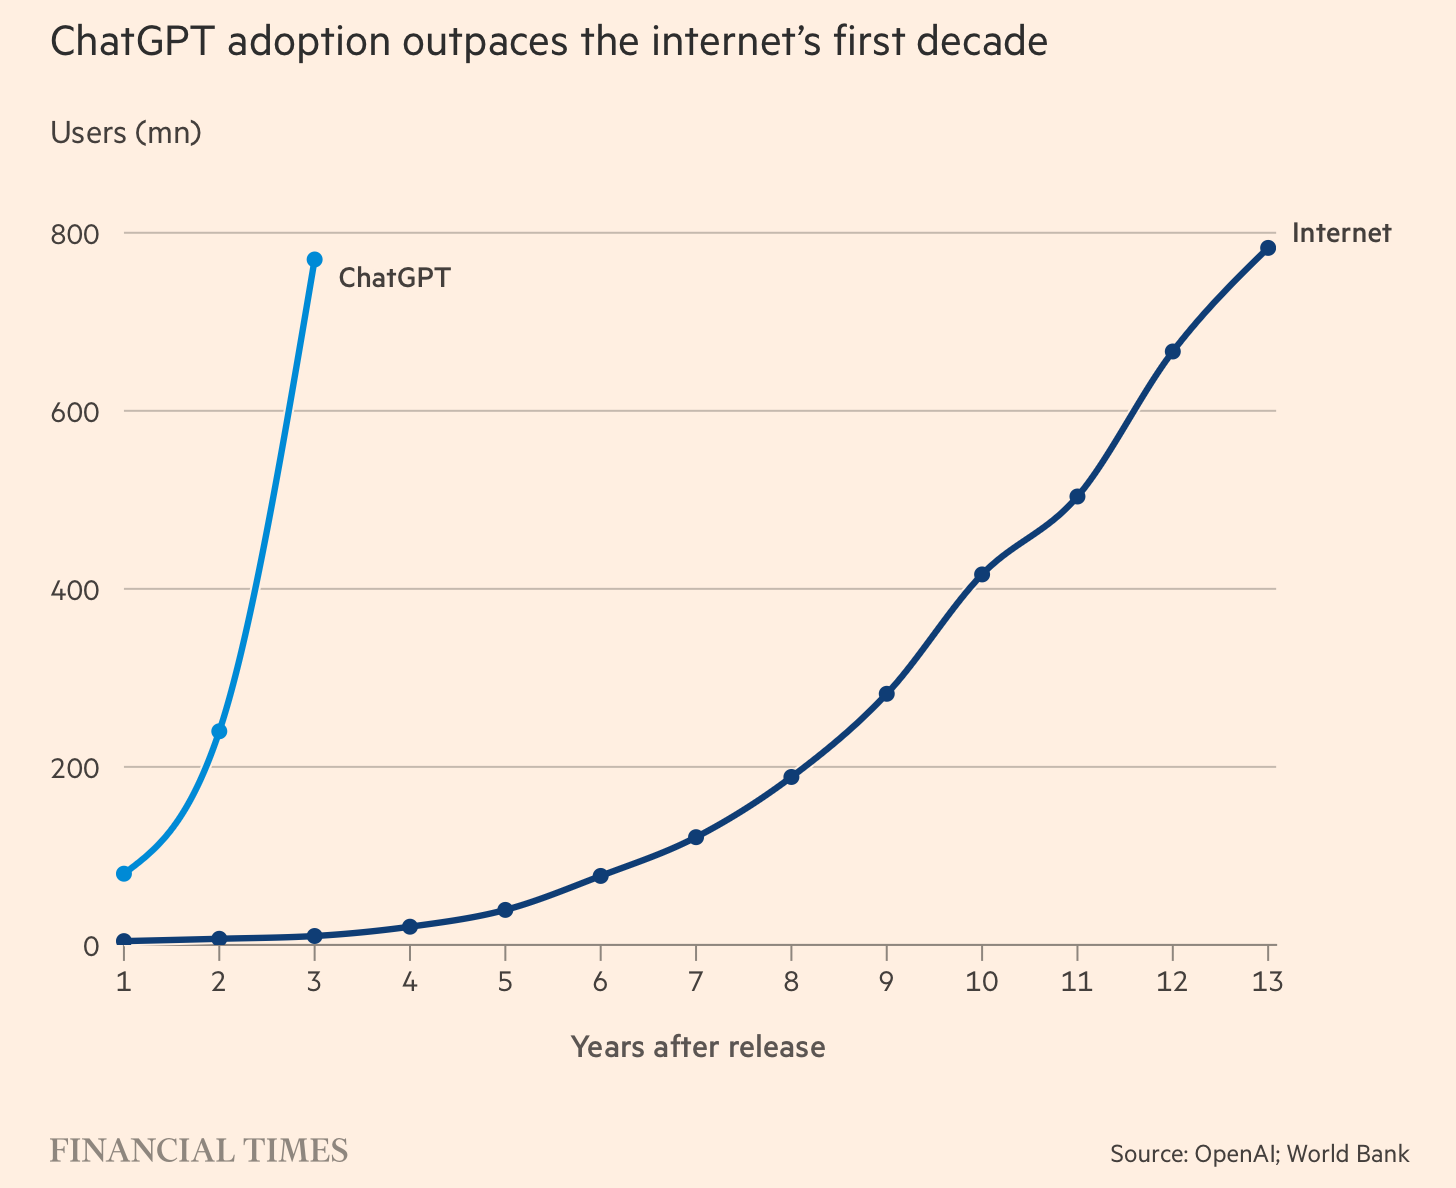 ChatGPT adoption outpaces the internet’s first decade
Users (mn)
800
Internet
ChatGPT
600
400
200
0
1 2 3 4 5 6 7 8 9 10 11 12 13
Years after release
FINANCIAL TIMES
Source: OpenAI; World Bank